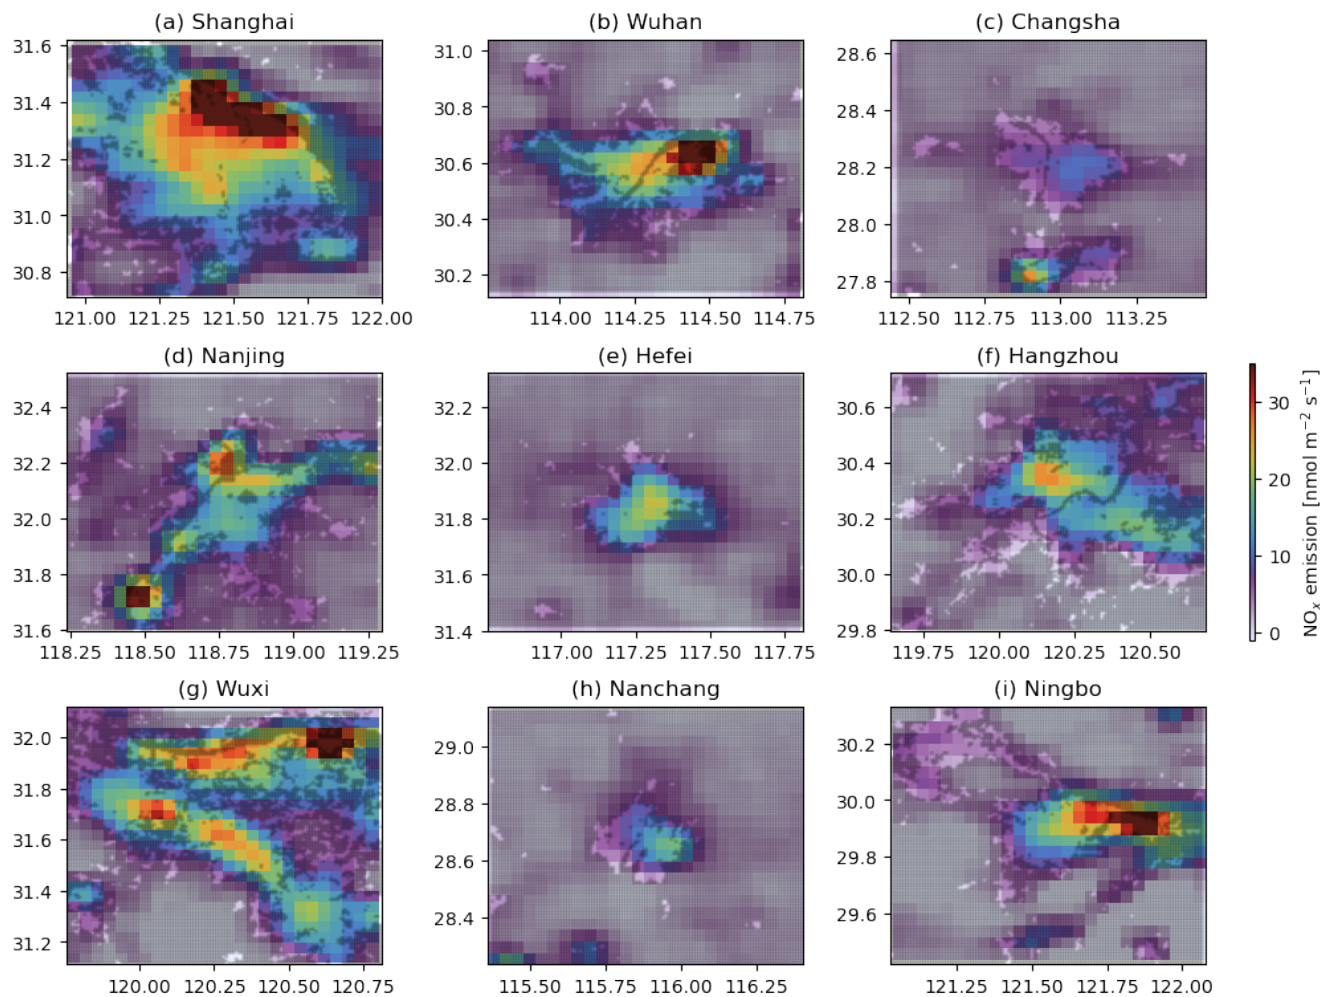 (a) Shanghai
(b) Wuhan
(c) Changsha
31.6
31.4
31.2
31.0
30.8
121.00 121.25 121.50 121.75 122.00
31.0
30.8
30.6
30.4
30.2
114.00 114.25 114.50 114.75
28.6
28.4
28.2
28.0
27.8
112.50 112.75 113.00 113.25
(d) Nanjing
(e) Hefei
(f) Hangzhou
32.4
32.2
32.0
31.8
31.6
118.25 118.50 118.75 119.00 119.25
32.2
32.0
31.8
31.6
31.4
117.00 117.25 117.50 117.75
30.6
30.4
30.2
30.0
29.8
119.75 120.00 120.25 120.50
30
20
10
0
NOx emission [nmol m⁻² s⁻¹]
(g) Wuxi
(h) Nanchang
(i) Ningbo
32.0
31.8
31.6
31.4
31.2
120.00 120.25 120.50 120.75
29.0
28.8
28.6
28.4
115.50 115.75 116.00 116.25
30.2
30.0
29.8
29.6
121.25 121.50 121.75 122.00